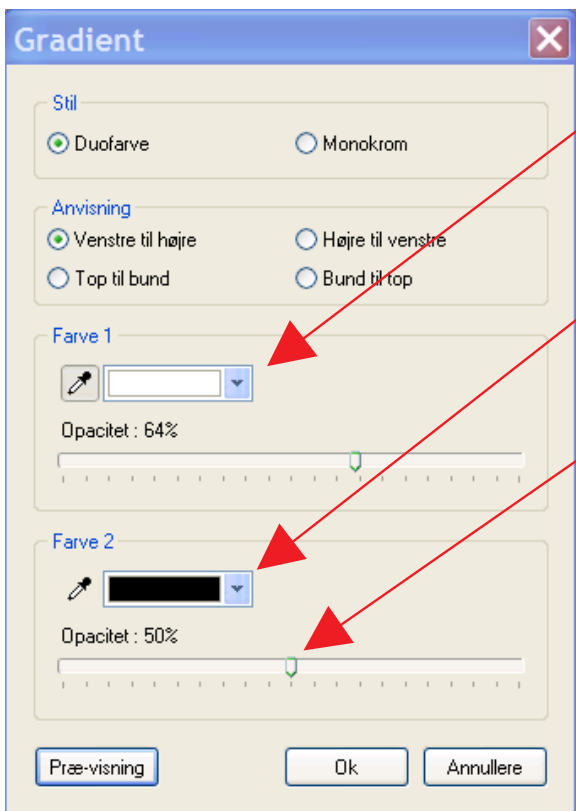 Gradient
Stil
Duofarve Monokrom
Anvisning
Venstre til højre Højre til venstre
Top til bund Bund til top
Farve 1
Opacitet : 64%
Farve 2
Opacitet : 50%
Præ-visning Ok Annullere